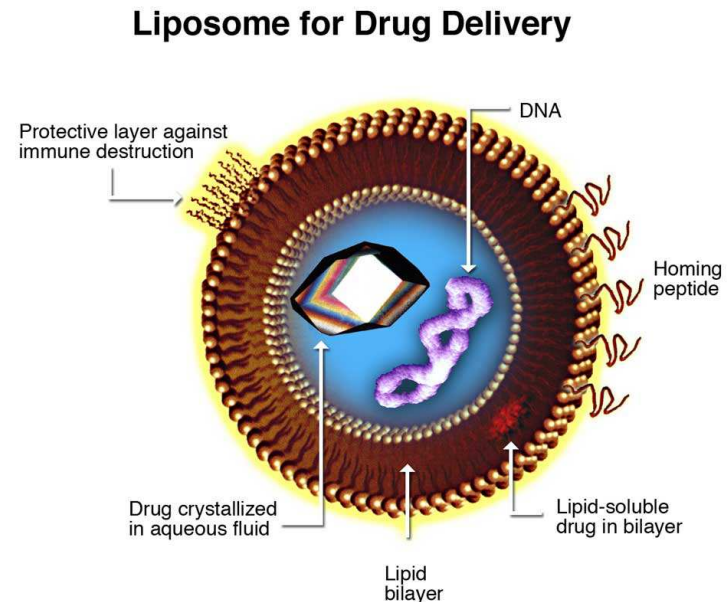 Liposome for Drug Delivery
Protective layer against
immune destruction
DNA
Homing
peptide
Drug crystallized
in aqueous fluid
Lipid
bilayer
Lipid-soluble
drug in bilayer